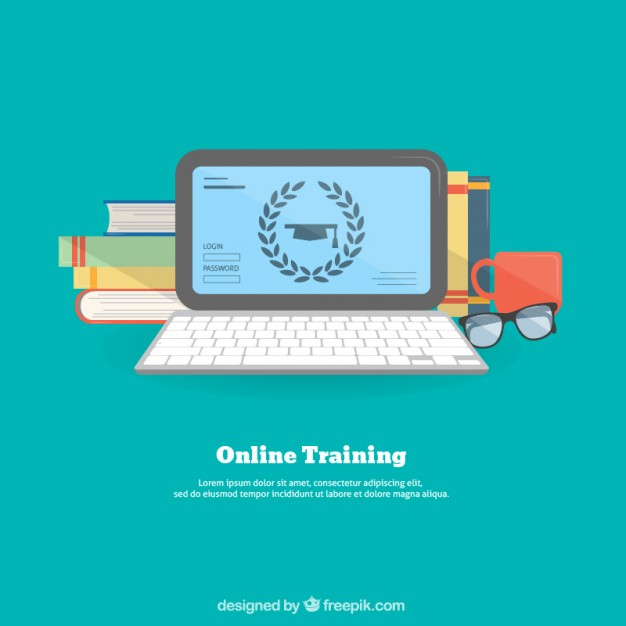 LOGIN
PASSWORD
Online Training
Lorem ipsum dolor sit amet, consectetur adipiscing elit,
sed do eiusmod tempor incididunt ut labore et dolore magna aliqua.
designed by freepik.com